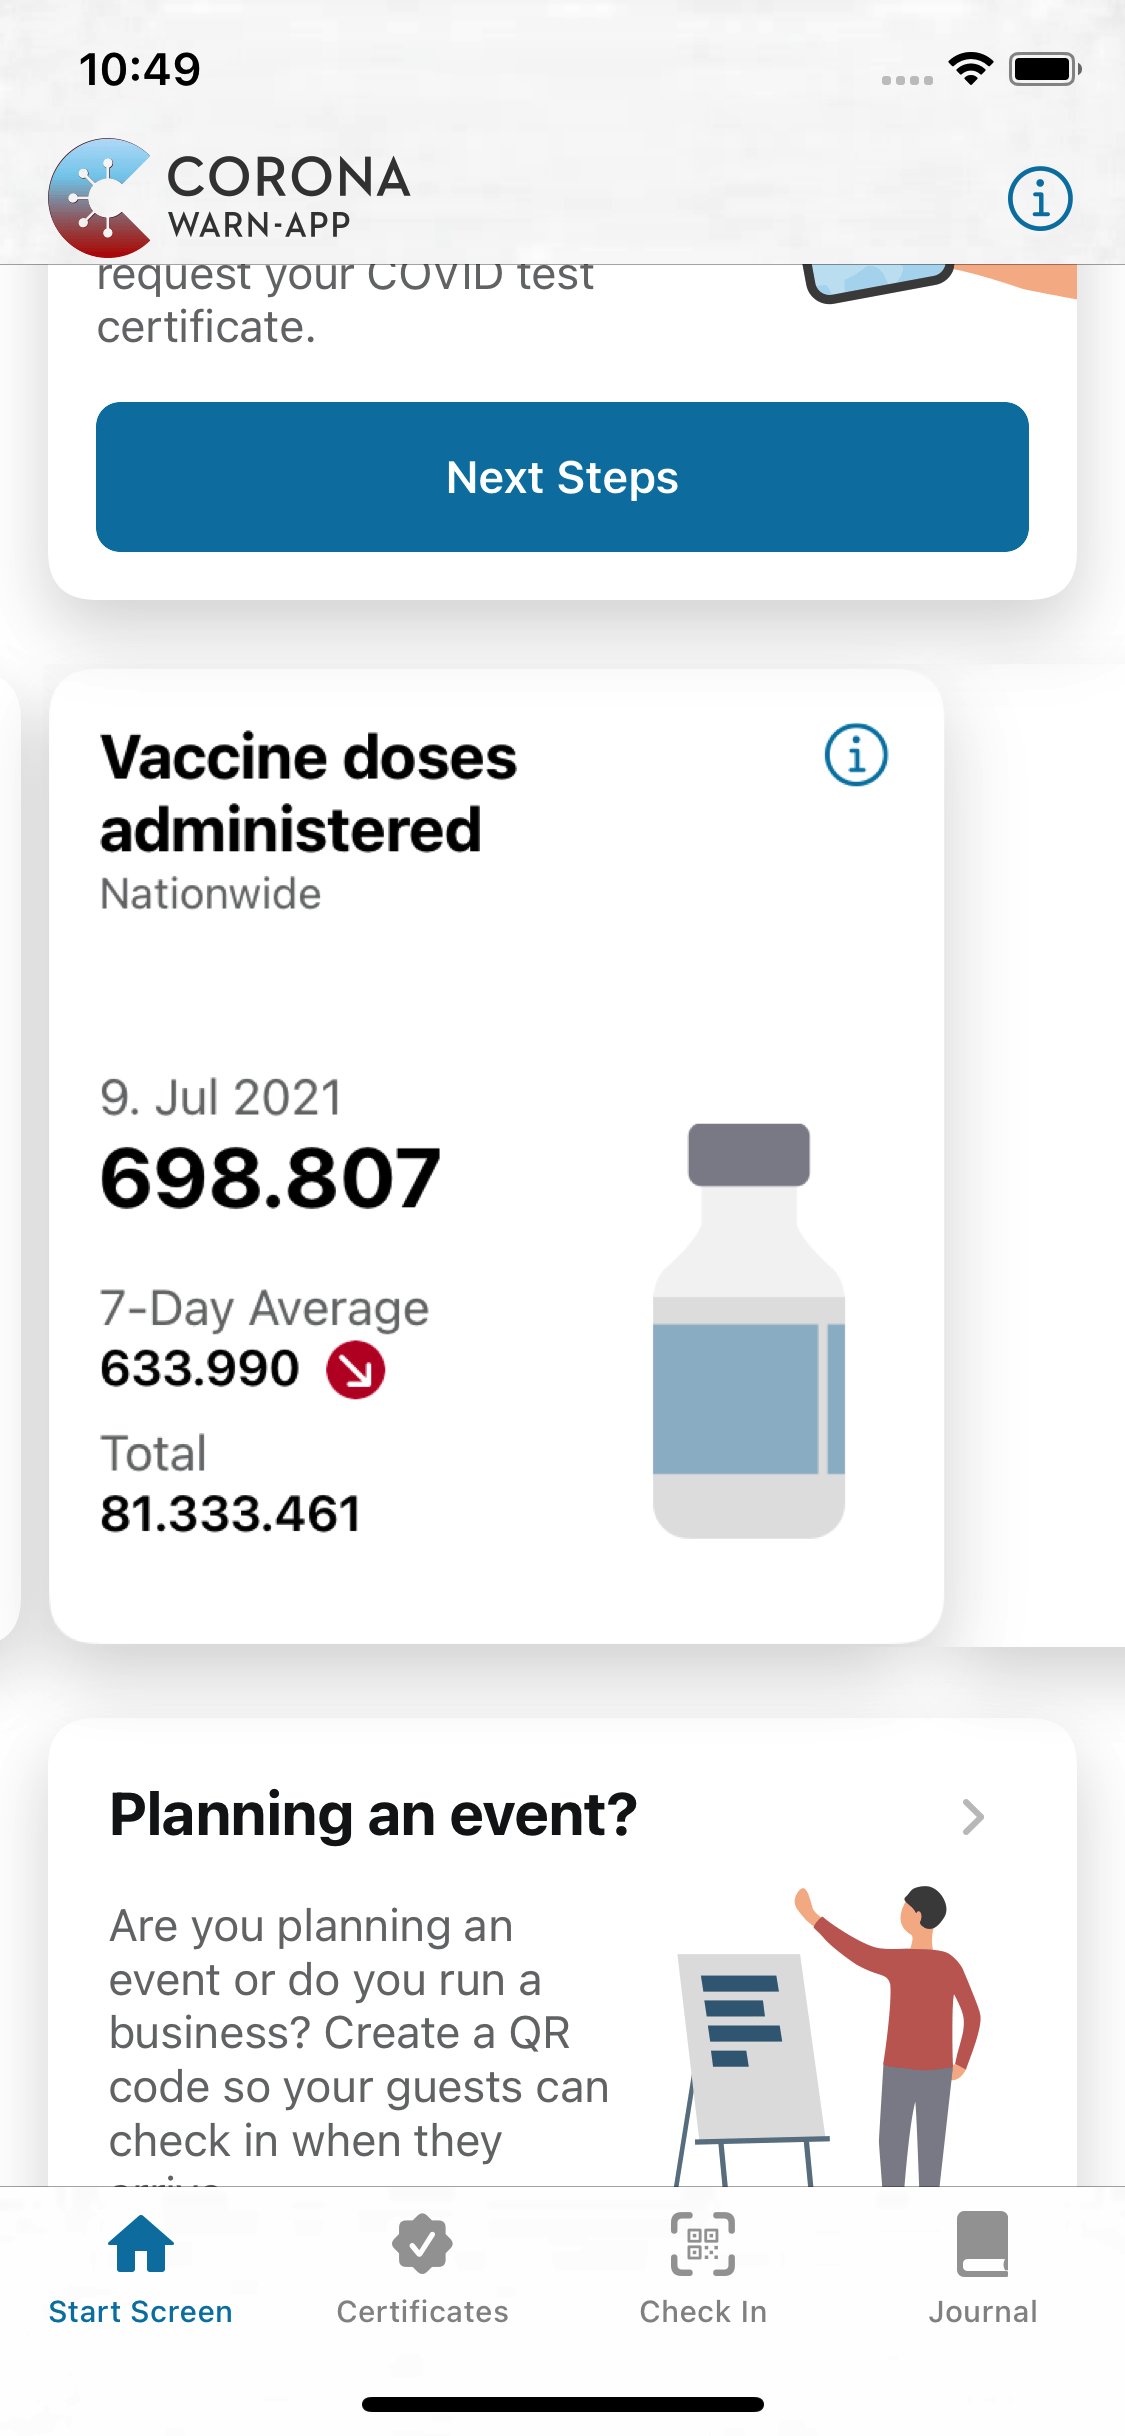 10:49
CORONA
WARN-APP
request your COVID test
certificate.
Next Steps
Vaccine doses
administered
Nationwide
9. Jul 2021
698.807
7-Day Average
633.990
Total
81.333.461
Planning an event?
Are you planning an
event or do you run a
business? Create a QR
code so your guests can
check in when they
Start Screen
Certificates
Check In
Journal